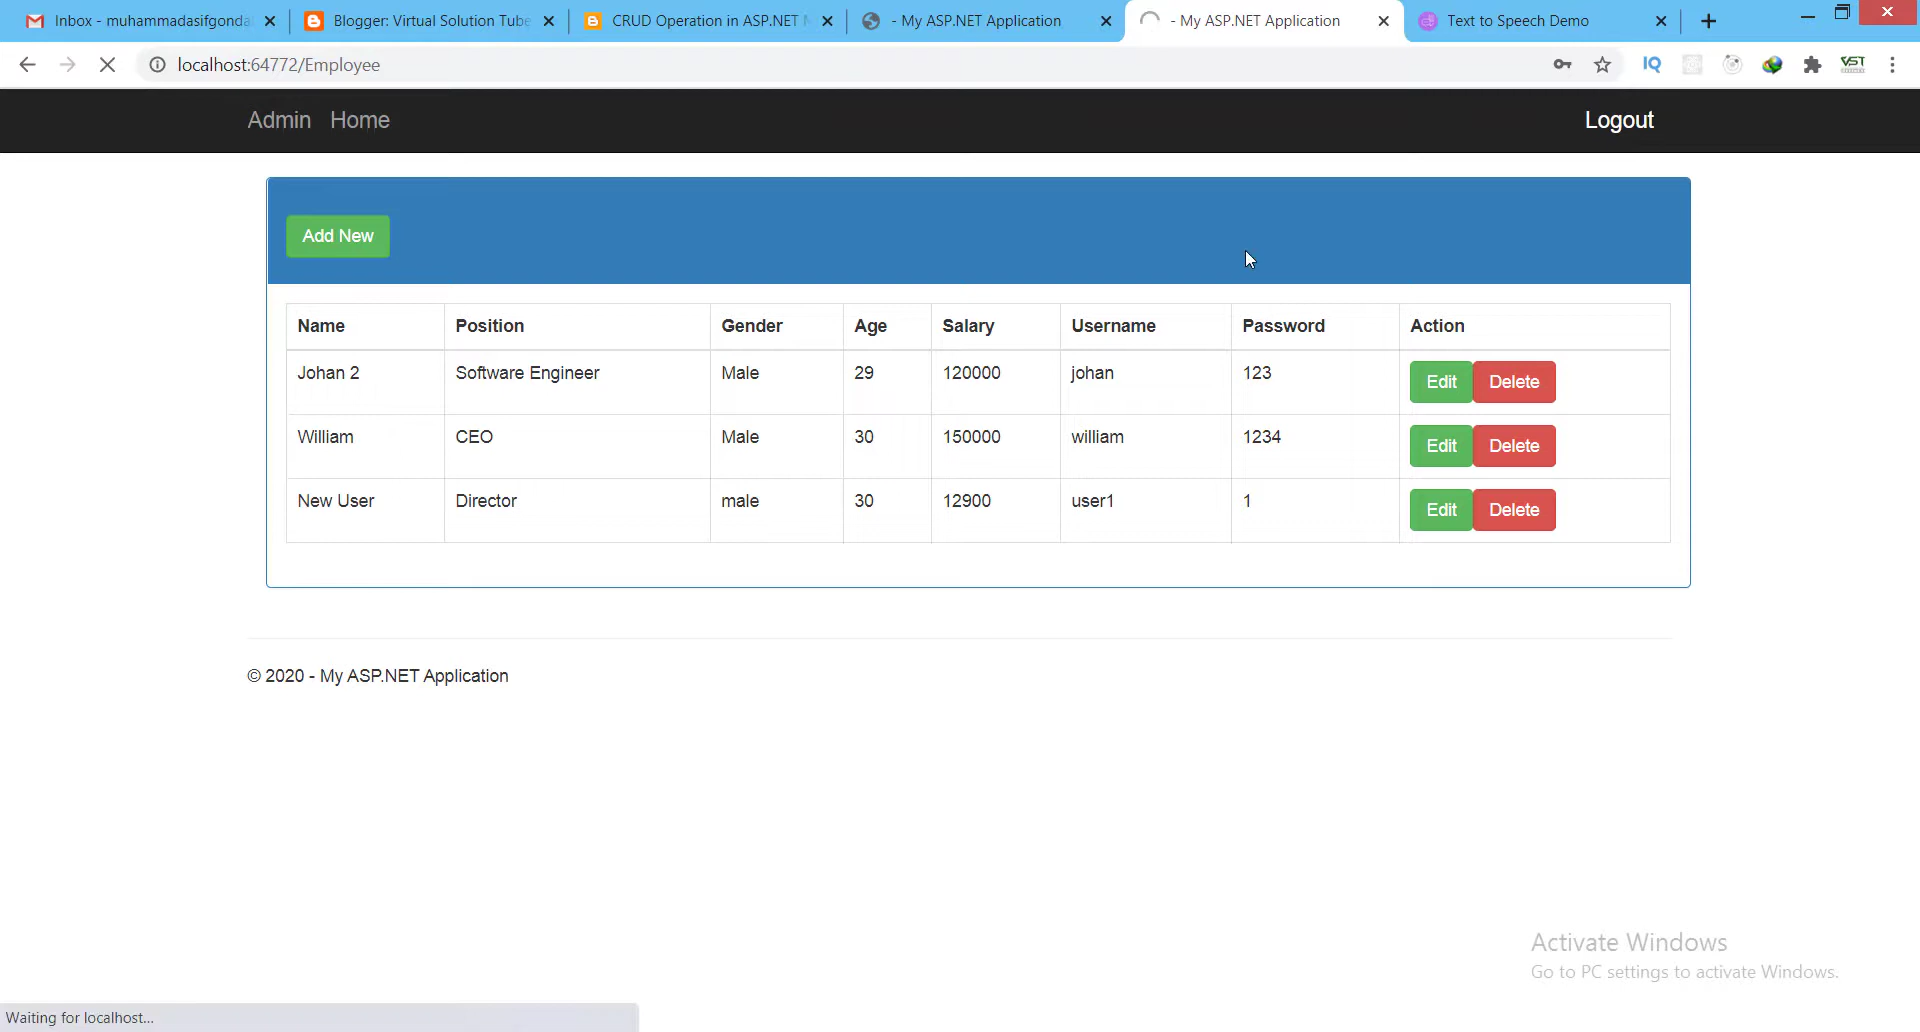 Inbox - muhammadasifgonda
Blogger: Virtual Solution Tube
CRUD Operation in ASP.NET M
- My ASP.NET Application
- My ASP.NET Application
Text to Speech Demo
localhost:64772/Employee
IQ
VST
Admin Home Logout
Add New
Name Position Gender Age Salary Username Password Action
Johan 2 Software Engineer Male 29 120000 johan 123 Edit Delete
William CEO Male 30 150000 william 1234 Edit Delete
New User Director male 30 12900 user1 1 Edit Delete
© 2020 - My ASP.NET Application
Activate Windows
Go to PC settings to activate Windows.
Waiting for localhost...